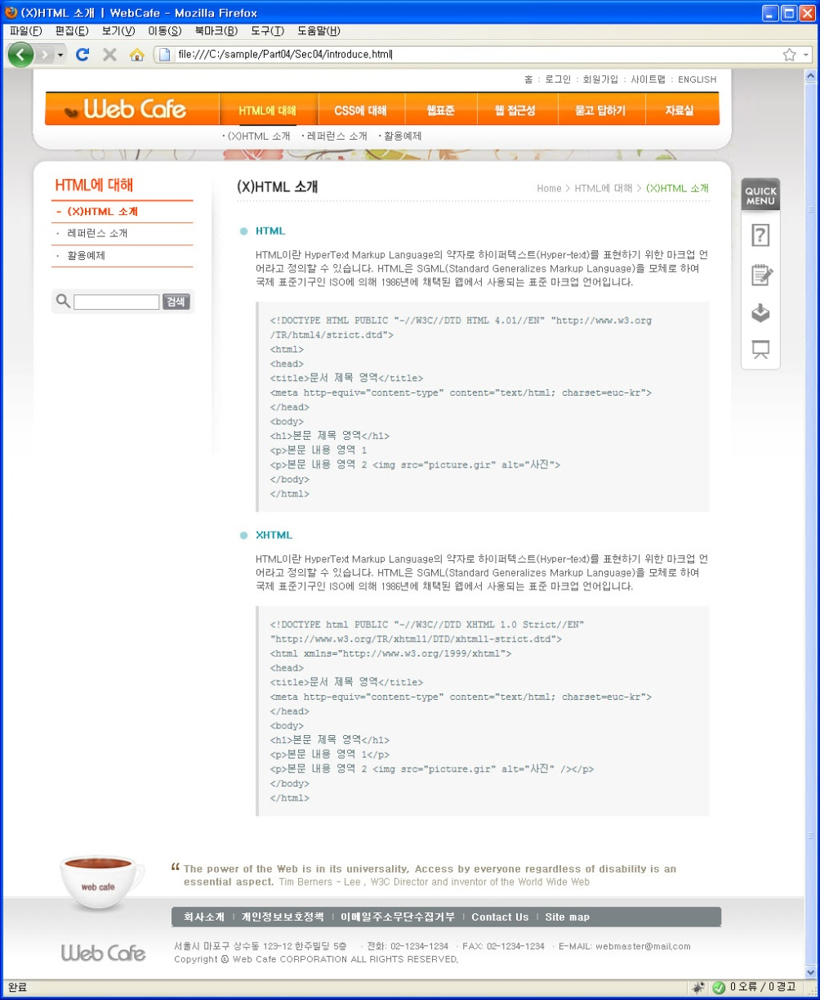 (X)HTML 소개 | WebCafe - Mozilla Firefox
파일(F) 편집(E) 보기(V) 이동(S) 북마크(B) 도구(T) 도움말(H)
file:///C:/sample/Part04/Sec04/introduce.html
홈 : 로그인 : 회원가입 : 사이트맵 : ENGLISH
Web Cafe HTML에 대해 CSS에 대해 웹표준 웹 접근성 묻고 답하기 자료실
· (X)HTML 소개 · 레퍼런스 소개 · 활용예제
HTML에 대해
- (X)HTML 소개
· 레퍼런스 소개
· 활용예제
검색
(X)HTML 소개
Home > HTML에 대해 > (X)HTML 소개
HTML
HTML이란 HyperText Markup Language의 약자로 하이퍼텍스트(Hyper-text)를 표현하기 위한 마크업 언
어라고 정의할 수 있습니다. HTML은 SGML(Standard Generalizes Markup Language)을 모체로 하여
국제 표준기구인 ISO에 의해 1986년에 채택된 웹에서 사용되는 표준 마크업 언어입니다.
<!DOCTYPE HTML PUBLIC "-//W3C//DTD HTML 4.01//EN" "http://www.w3.org
/TR/html4/strict.dtd">
<html>
<head>
<title>문서 제목 영역</title>
<meta http-equiv="content-type" content="text/html; charset=euc-kr">
</head>
<body>
<h1>본문 제목 영역</h1>
<p>본문 내용 영역 1
<p>본문 내용 영역 2 <img src="picture.gir" alt="사진">
</body>
</html>
XHTML
HTML이란 HyperText Markup Language의 약자로 하이퍼텍스트(Hyper-text)를 표현하기 위한 마크업 언
어라고 정의할 수 있습니다. HTML은 SGML(Standard Generalizes Markup Language)을 모체로 하여
국제 표준기구인 ISO에 의해 1986년에 채택된 웹에서 사용되는 표준 마크업 언어입니다.
<!DOCTYPE html PUBLIC "-//W3C//DTD XHTML 1.0 Strict//EN"
"http://www.w3.org/TR/xhtml1/DTD/xhtml1-strict.dtd">
<html xmlns="http://www.w3.org/1999/xhtml">
<head>
<title>문서 제목 영역</title>
<meta http-equiv="content-type" content="text/html; charset=euc-kr">
</head>
<body>
<h1>본문 제목 영역</h1>
<p>본문 내용 영역 1</p>
<p>본문 내용 영역 2 <img src="picture.gir" alt="사진" /></p>
</body>
</html>
QUICK
MENU
web cafe
“ The power of the Web is in its universality, Access by everyone regardless of disability is an
essential aspect. Tim Berners - Lee , W3C Director and inventor of the World Wide Web
회사소개 | 개인정보보호정책 | 이메일주소무단수집거부 | Contact Us | Site map
Web Cafe
서울시 마포구 상수동 123-12 한주빌딩 5층 · 전화: 02-1234-1234 · FAX: 02-1234-1234 · E-MAIL: webmaster@mail.com
Copyright © Web Cafe CORPORATION ALL RIGHTS RESERVED.
완료
0 오류 / 0 경고